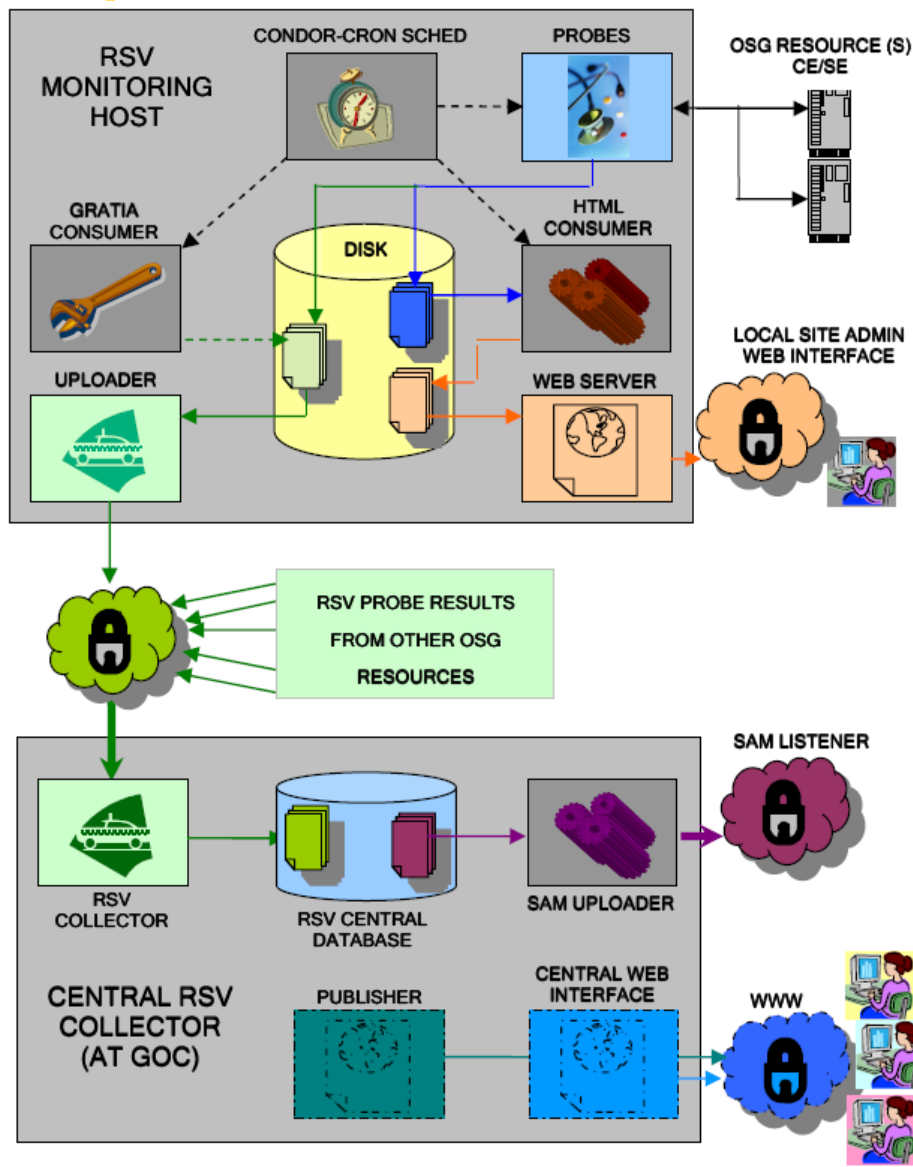 RSV
MONITORING
HOST
CONDOR-CRON SCHED
PROBES
OSG RESOURCE (S)
CE/SE
GRATIA
CONSUMER
DISK
HTML
CONSUMER
UPLOADER
WEB SERVER
LOCAL SITE ADMIN
WEB INTERFACE
RSV PROBE RESULTS
FROM OTHER OSG
RESOURCES
SAM LISTENER
RSV
COLLECTOR
RSV CENTRAL
DATABASE
SAM UPLOADER
CENTRAL RSV
COLLECTOR
(AT GOC)
PUBLISHER
CENTRAL WEB
INTERFACE
WWW